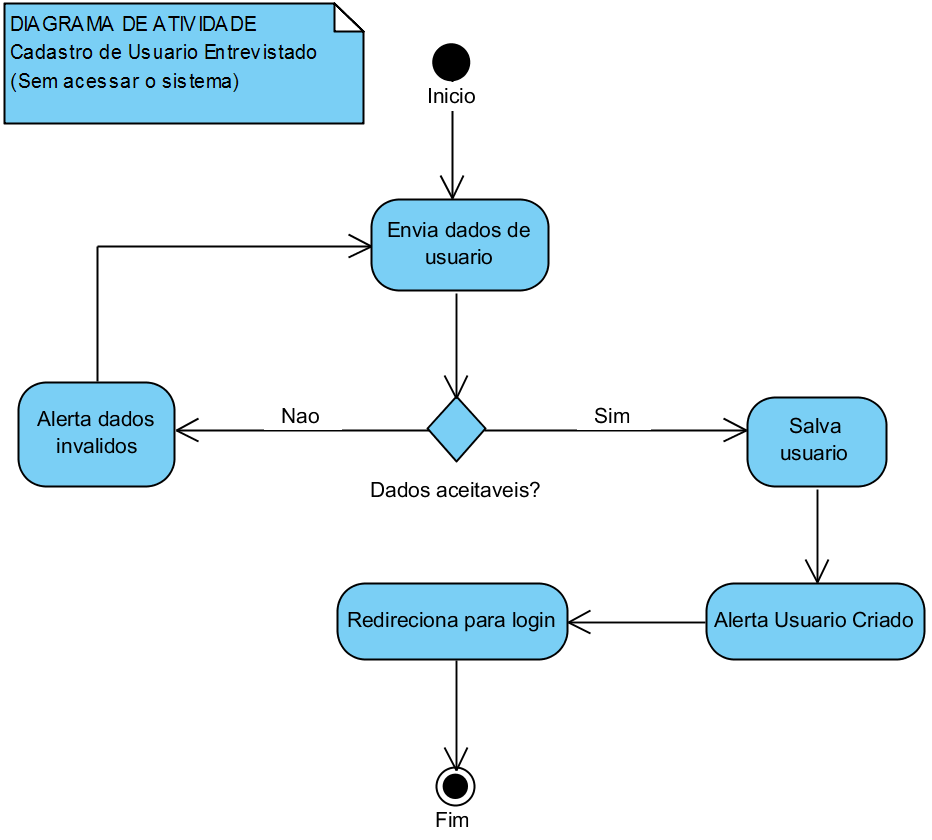 DIAGRAMA DE ATIVIDADE
Cadastro de Usuario Entrevistado
(Sem acessar o sistema)
Inicio
Envia dados de
usuario
Alerta dados
invalidos
Nao
Sim
Salva
usuario
Dados aceitaveis?
Redireciona para login
Alerta Usuario Criado
Fim